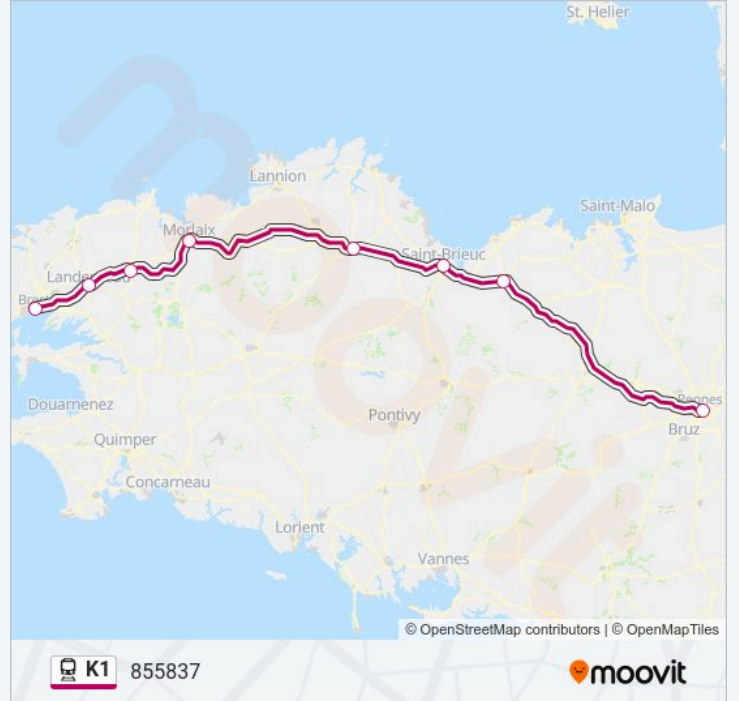 St. Helier
Lannion
Saint-Malo
Morlaix
Saint-Brieuc
Rennes
Douarnenez
Pontivy
Bruz
Quimper
Concarneau
Lorient
Vannes
© OpenStreetMap contributors | © OpenMapTiles
K1 855837
moovit